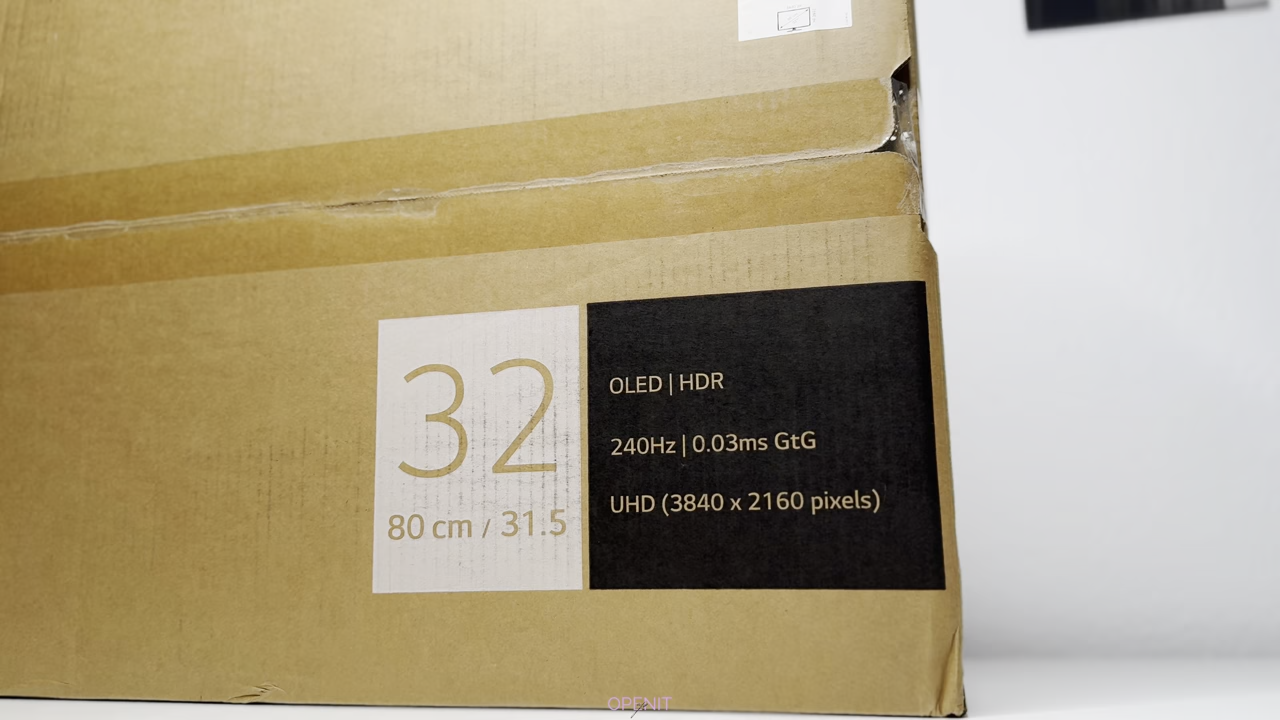 32
80 cm / 31.5
OLED | HDR
240Hz | 0.03ms GtG
UHD (3840 x 2160 pixels)
OPENIT